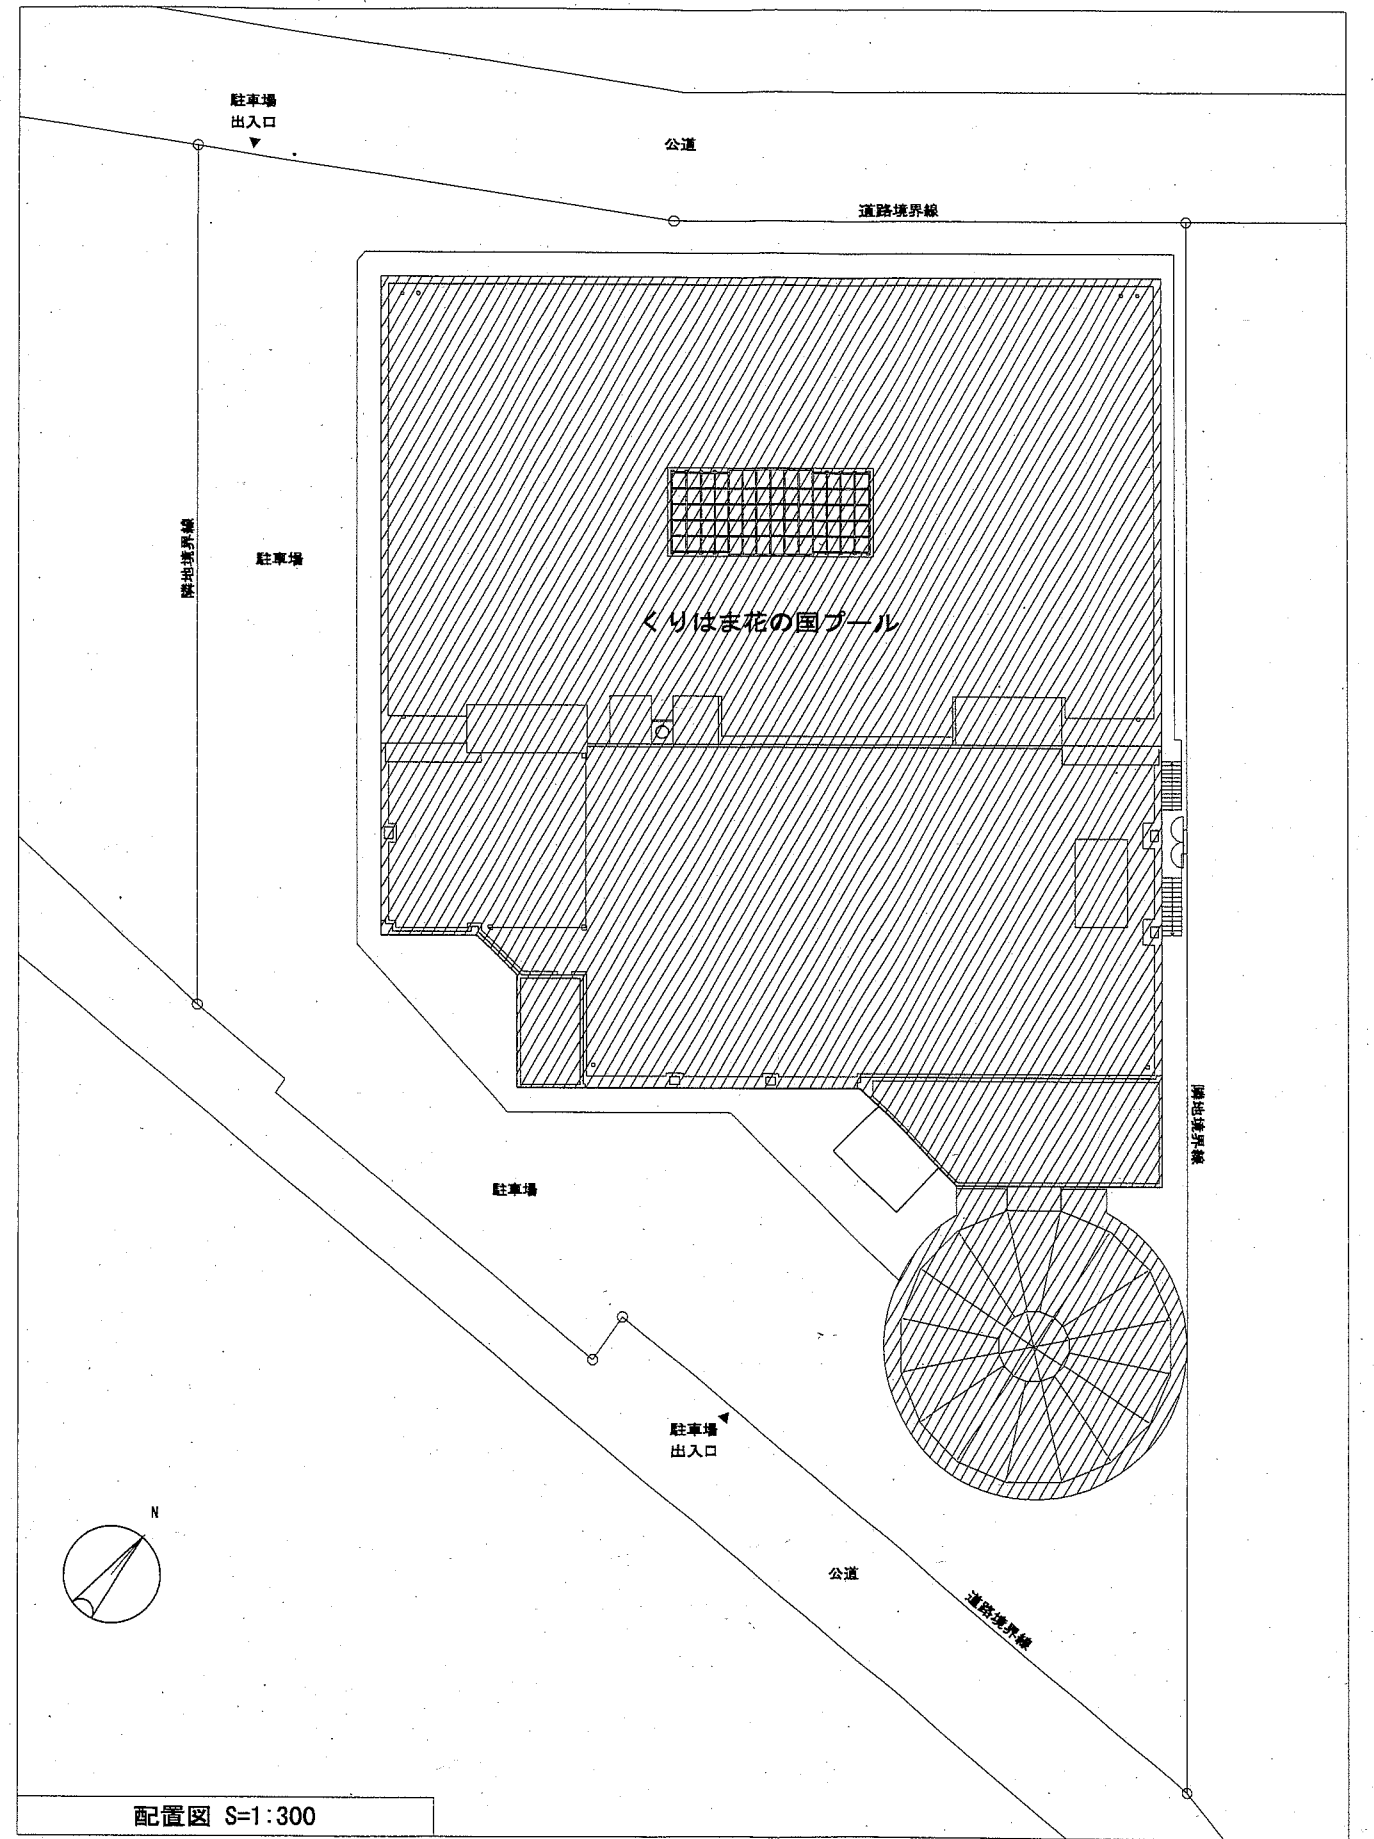 駐車場
出入口
公道
道路境界線
隣地境界線
駐車場
くりはま花の国プール
隣地境界線
駐車場
駐車場
出入口
N
公道
道路境界線
配置図 S=1:300